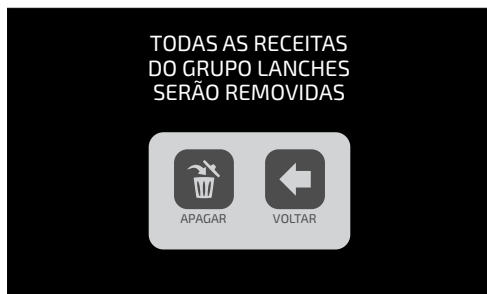 TODAS AS RECEITAS
DO GRUPO LANCHES
SERÃO REMOVIDAS
APAGAR VOLTAR